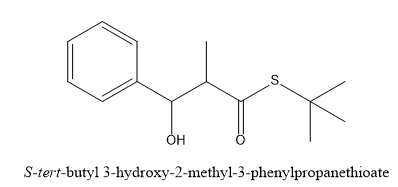 S
OH
O
S-tert-butyl 3-hydroxy-2-methyl-3-phenylpropanethioate